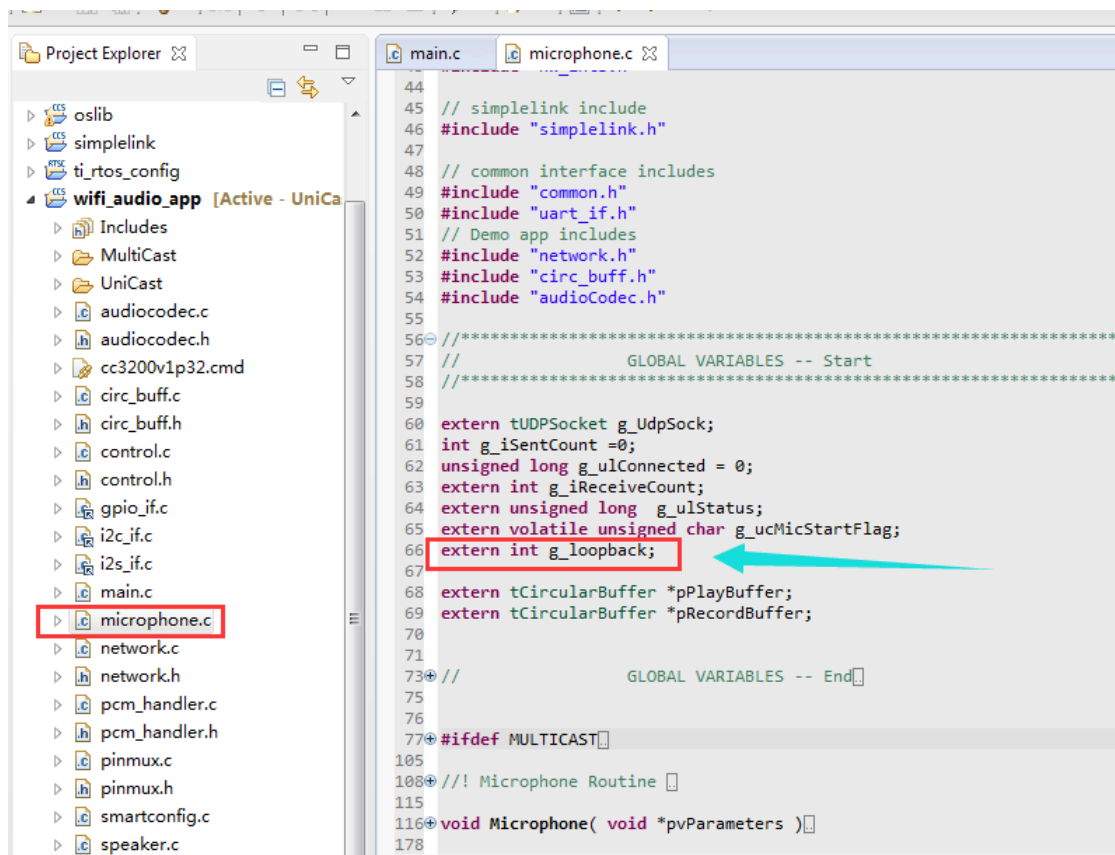 Project Explorer
oslib
simplelink
ti_rtos_config
wifi_audio_app [Active - UniCa
Includes
MultiCast
UniCast
audiocodec.c
audiocodec.h
cc3200v1p32.cmd
circ_buff.c
circ_buff.h
control.c
control.h
gpio_if.c
i2c_if.c
i2s_if.c
main.c
microphone.c
network.c
network.h
pcm_handler.c
pcm_handler.h
pinmux.c
pinmux.h
smartconfig.c
speaker.c
main.c microphone.c
44
45 // simplelink include
46 #include "simplelink.h"
47
48 // common interface includes
49 #include "common.h"
50 #include "uart_if.h"
51 // Demo app includes
52 #include "network.h"
53 #include "circ_buff.h"
54 #include "audioCodec.h"
55
56 //*******************************************************************
57 // GLOBAL VARIABLES -- Start
58 //*******************************************************************
59
60 extern tUDPSocket g_UdpSock;
61 int g_iSentCount =0;
62 unsigned long g_ulConnected = 0;
63 extern int g_iReceiveCount;
64 extern unsigned long  g_ulStatus;
65 extern volatile unsigned char g_ucMicStartFlag;
66 extern int g_loopback;
67
68 extern tCircularBuffer *pPlayBuffer;
69 extern tCircularBuffer *pRecordBuffer;
70
71
73 // GLOBAL VARIABLES -- End
75
76
77 #ifdef MULTICAST
105
108 //! Microphone Routine
115
116 void Microphone( void *pvParameters )
178